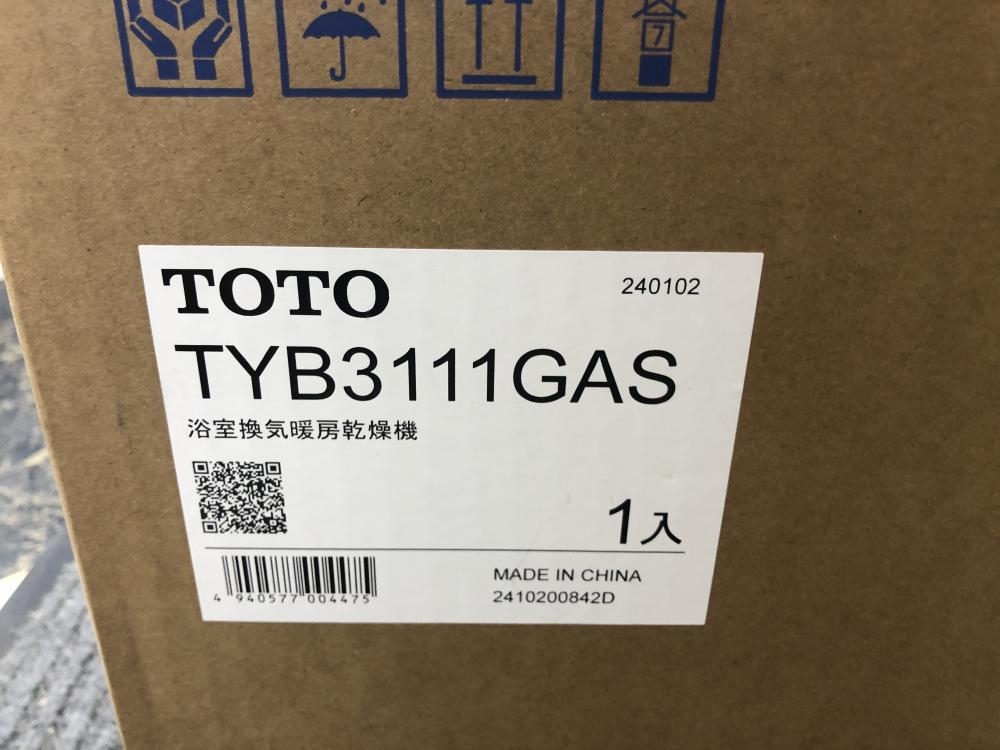 7
TOTO
240102
TYB3111GAS
浴室換気暖房乾燥機
1入
4 940577 004475
MADE IN CHINA
2410200842D